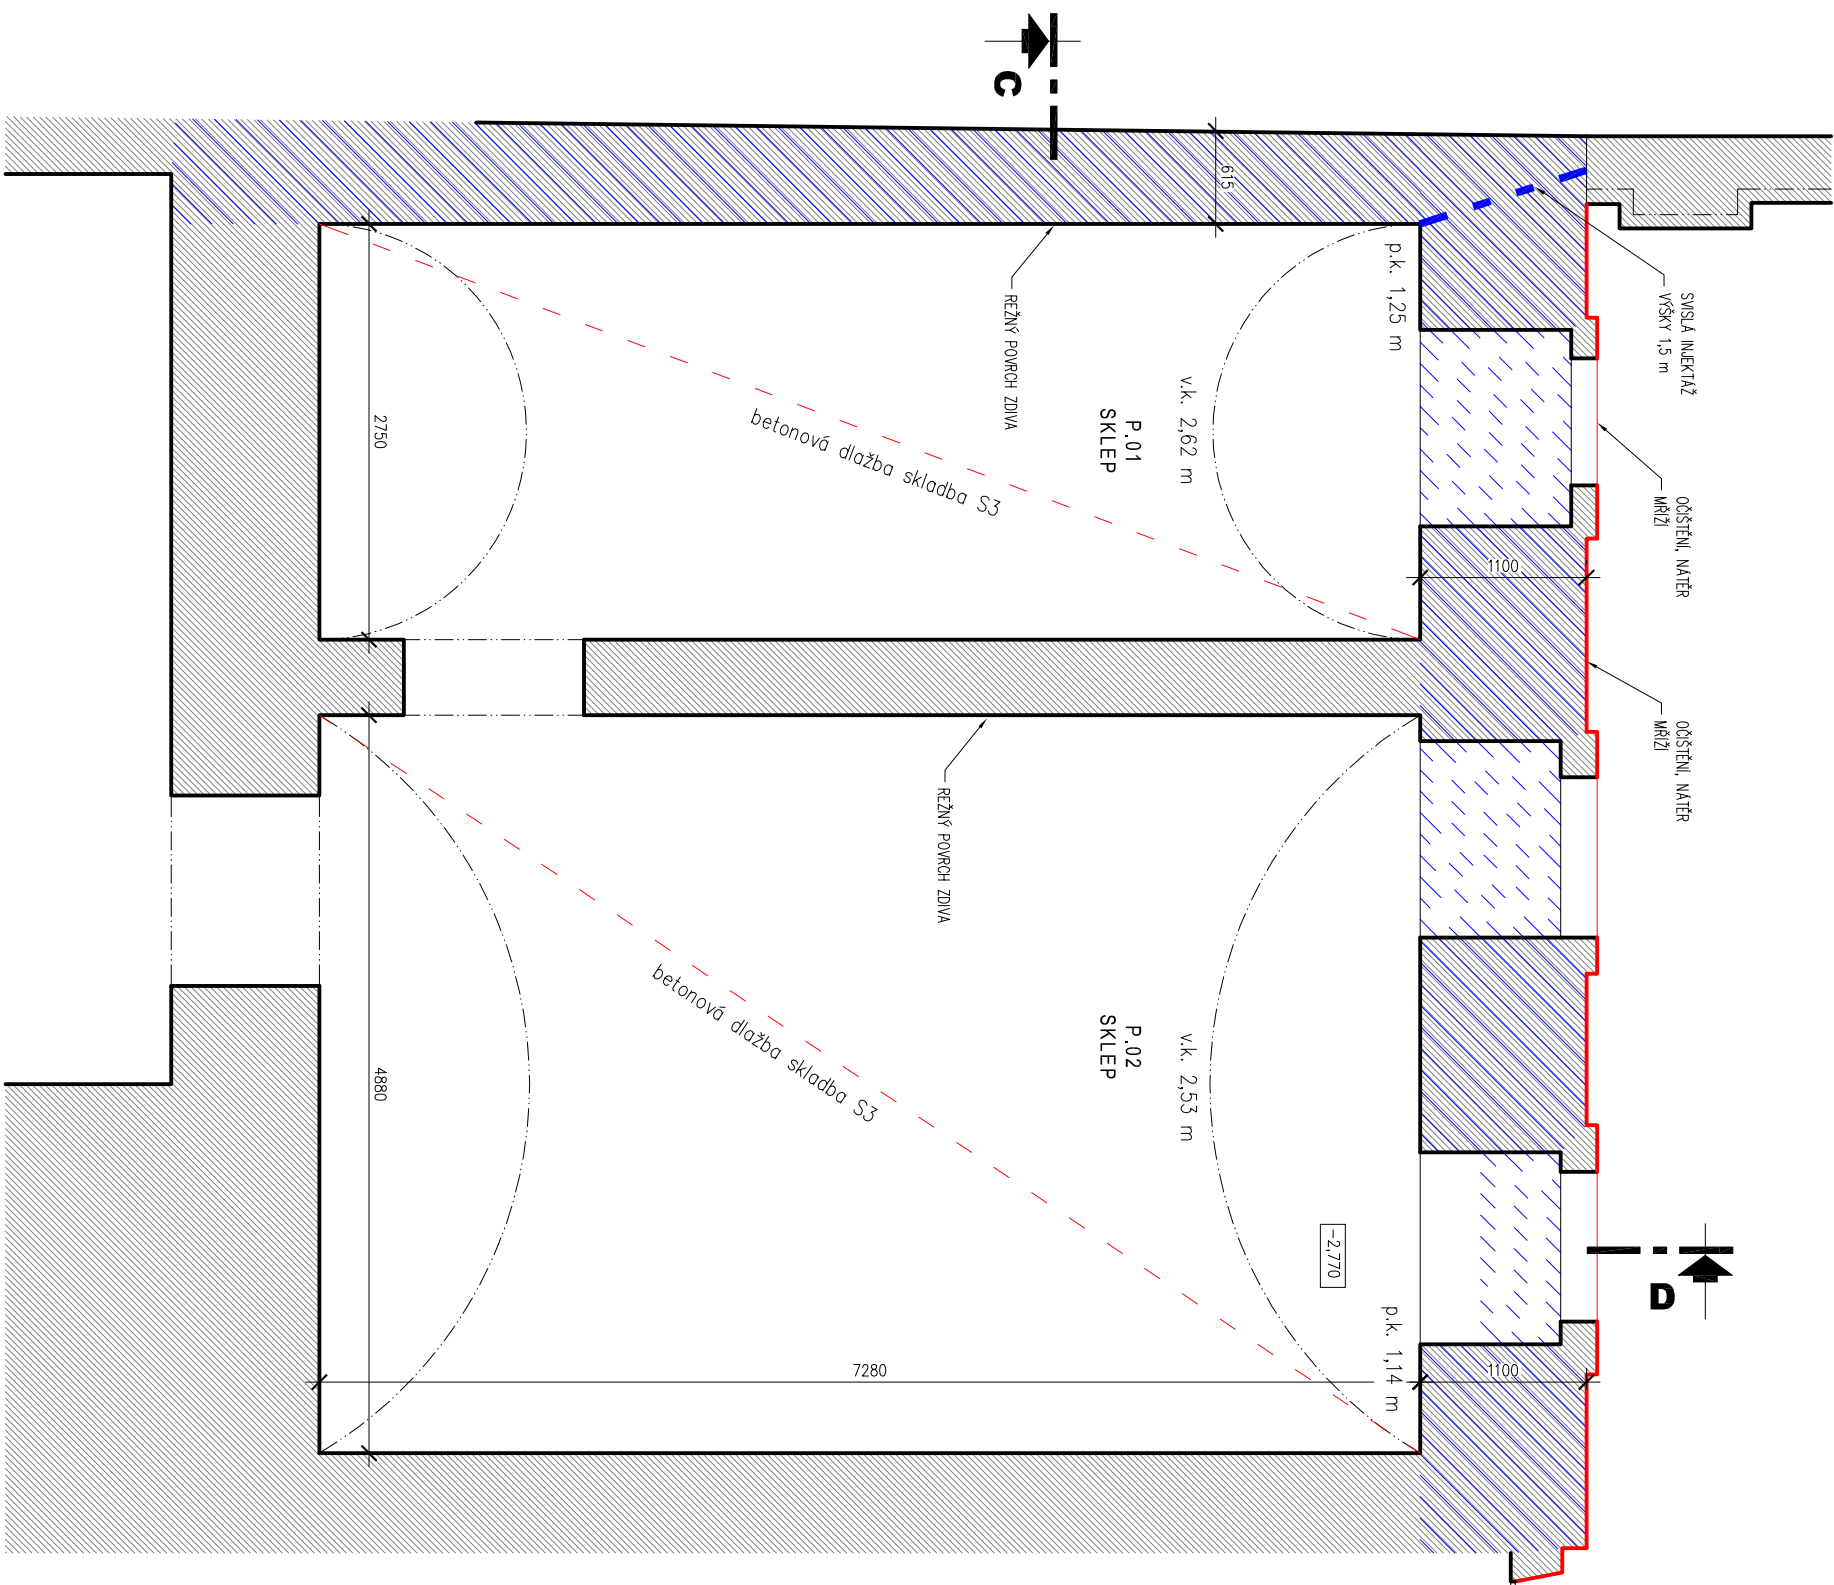 C
615
p.k. 1,25 m
SVISLÁ INJEKTÁŽ
VÝŠKY 1,5 m
REŽNÝ POVRCH ZDIVA
v.k. 2,62 m
P.01
SKLEP
betonová dlažba skladba S3
2750
OČIŠTĚNÍ, NÁTĚR
MŘÍŽÍ
1100
OČIŠTĚNÍ, NÁTĚR
MŘÍŽÍ
REŽNÝ POVRCH ZDIVA
betonová dlažba skladba S3
P.02
SKLEP
v.k. 2,53 m
4880
-2,770
D
p.k. 1,14 m
7280
1100